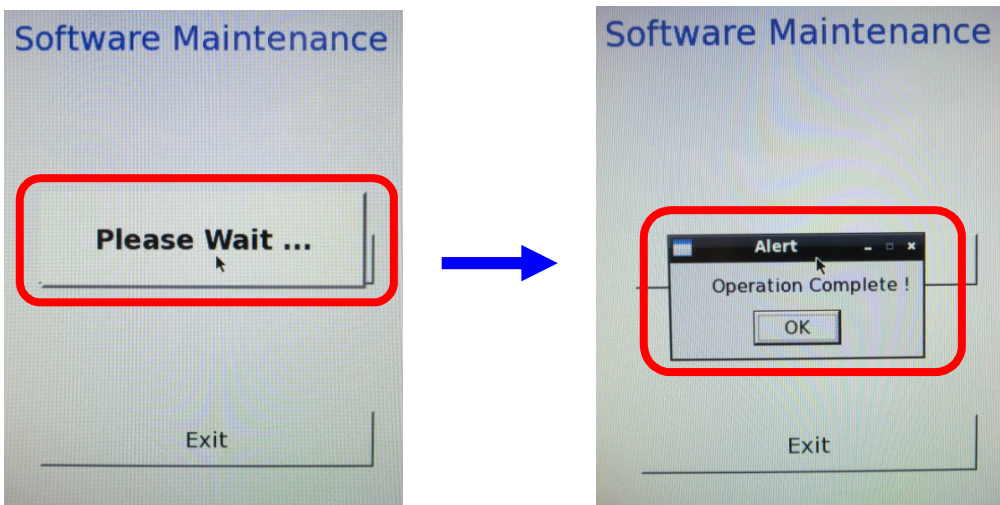 Software Maintenance
Please Wait ...
Exit
Software Maintenance
Alert
Operation Complete !
OK
Exit